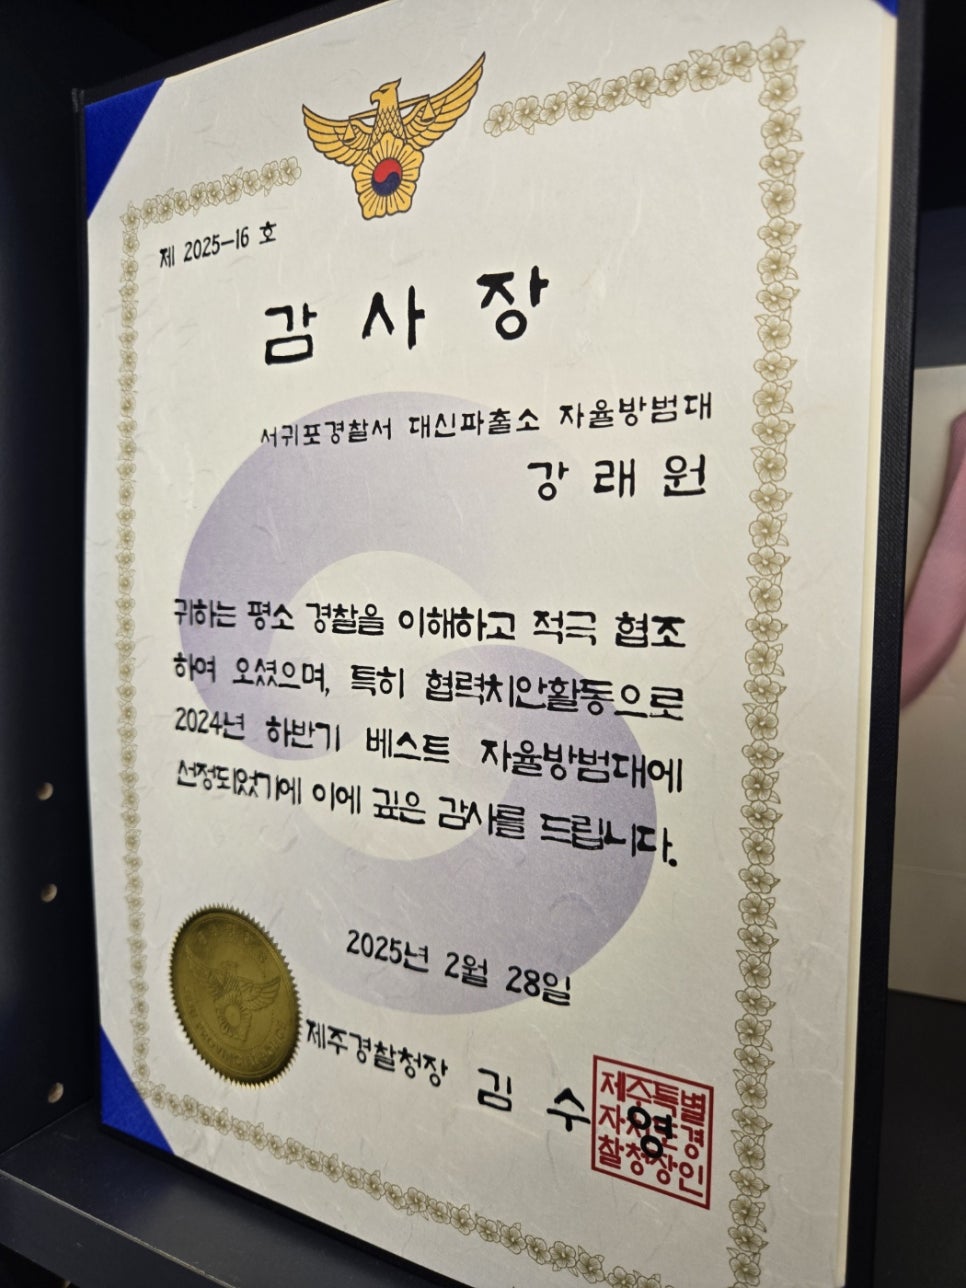 제 2025-16 호
감 사 장
서귀포경찰서 대신파출소 자율방범대
강 래 원
귀하는 평소 경찰을 이해하고 적극 협조
하여 오셨으며, 특히 협력치안활동으로
2024년 하반기 베스트 자율방범대에
선정되었기에 이에 깊은 감사를 드립니다.
2025년 2월 28일
제주경찰청장 김 수 영
제주특별
자치도경
찰청장인